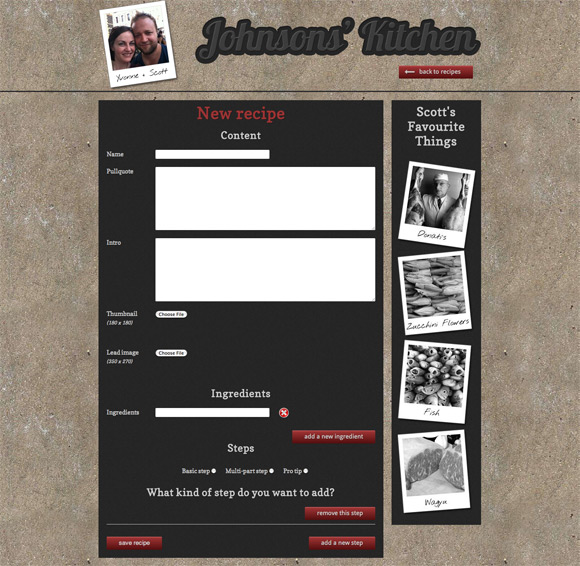 Johnsons' Kitchen
Yvonne + Scott
back to recipes
New recipe
Content
Name
Pullquote
Intro
Thumbnail
(180 x 180)
Choose File
Lead image
(350 x 270)
Choose File
Ingredients
Ingredients
add a new ingredient
Steps
Basic step
Multi-part step
Pro tip
What kind of step do you want to add?
remove this step
save recipe
add a new step
Scott's
Favourite
Things
Donatis
Zucchini Flowers
Fish
Wagyu